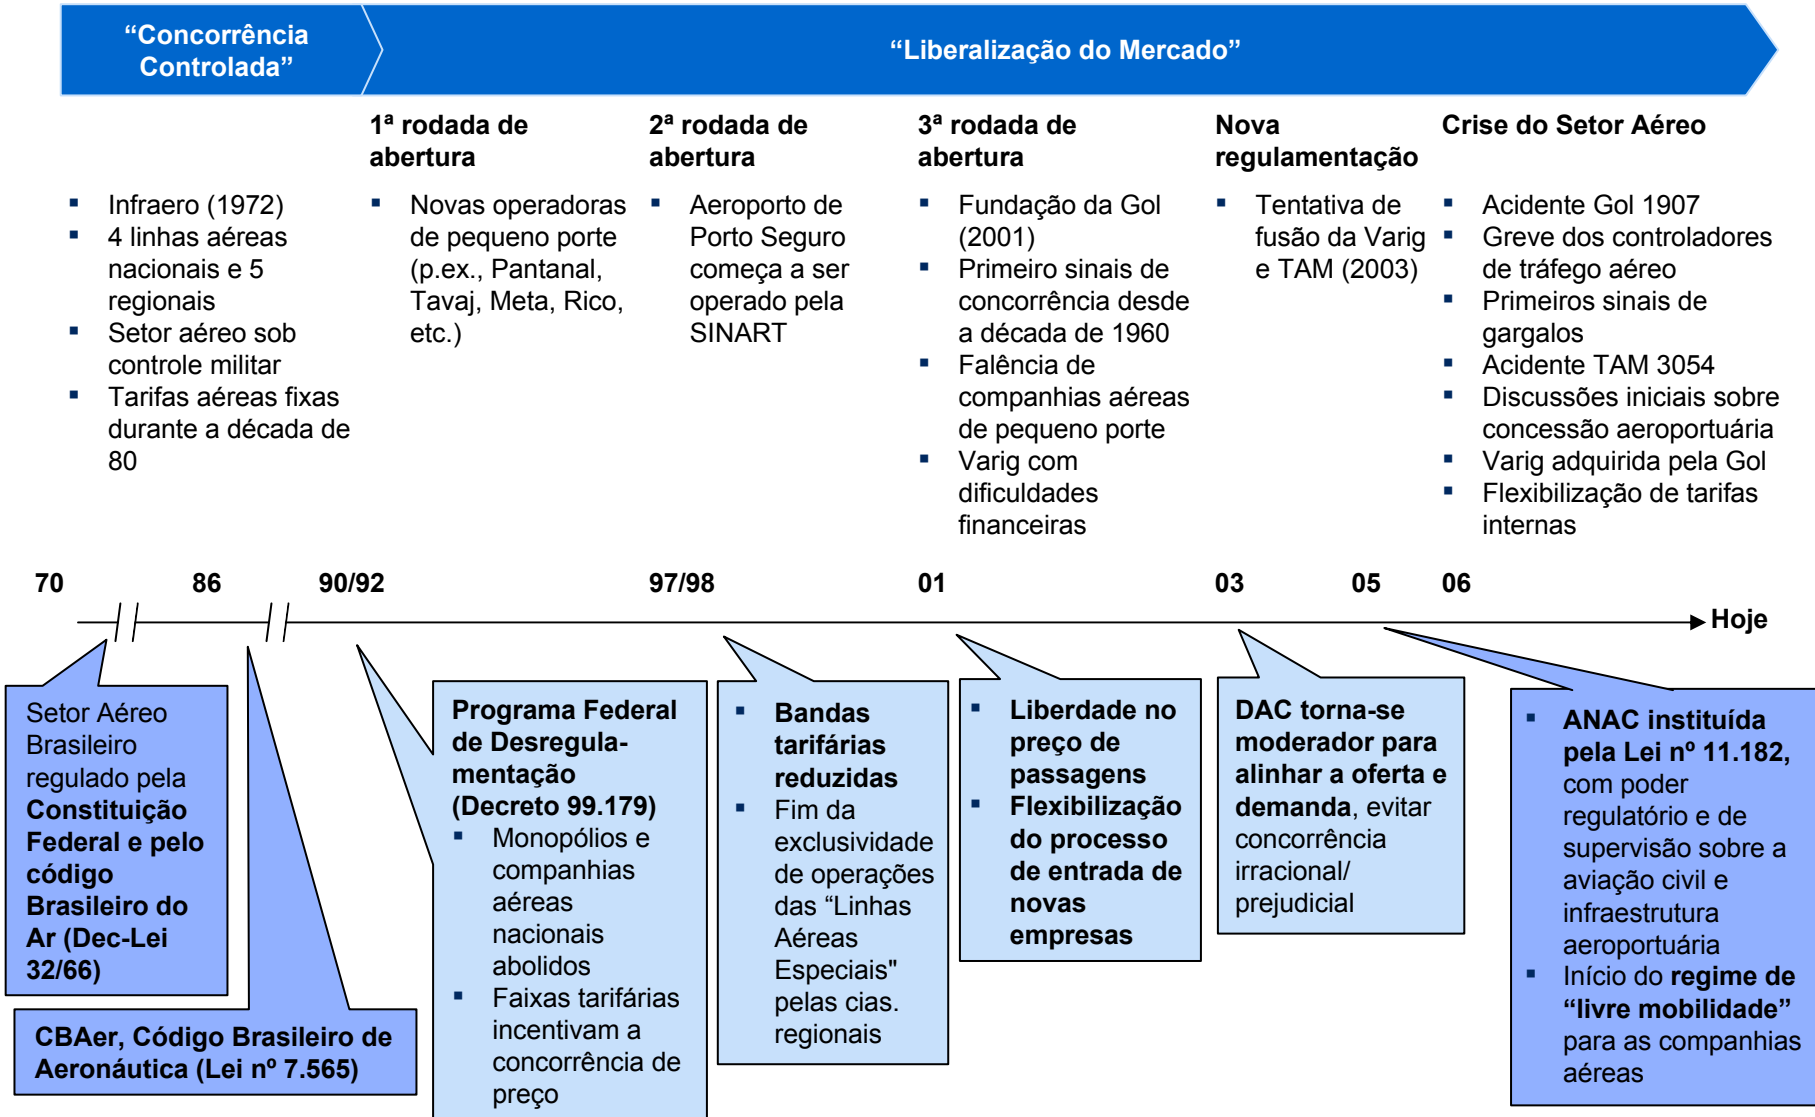 “Concorrência
Controlada”
“Liberalização do Mercado”
Infraero (1972)
4 linhas aéreas
nacionais e 5
regionais
Setor aéreo sob
controle militar
Tarifas aéreas fixas
durante a década de
80
1ª rodada de
abertura
Novas operadoras
de pequeno porte
(p.ex., Pantanal,
Tavaj, Meta, Rico,
etc.)
2ª rodada de
abertura
Aeroporto de
Porto Seguro
começa a ser
operado pela
SINART
3ª rodada de
abertura
Fundação da Gol
(2001)
Primeiro sinais de
concorrência desde
a década de 1960
Falência de
companhias aéreas
de pequeno porte
Varig com
dificuldades
financeiras
Nova
regulamentação
Tentativa de
fusão da Varig
e TAM (2003)
Crise do Setor Aéreo
Acidente Gol 1907
Greve dos controladores
de tráfego aéreo
Primeiros sinais de
gargalos
Acidente TAM 3054
Discussões iniciais sobre
concessão aeroportuária
Varig adquirida pela Gol
Flexibilização de tarifas
internas
70 86 90/92 97/98 01 03 05 06
Hoje
Setor Aéreo
Brasileiro
regulado pela
Constituição
Federal e pelo
código
Brasileiro do
Ar (Dec-Lei
32/66)
CBAer, Código Brasileiro de
Aeronáutica (Lei nº 7.565)
Programa Federal
de Desregula-
mentação
(Decreto 99.179)
Monopólios e
companhias
aéreas
nacionais
abolidos
Faixas tarifárias
incentivam a
concorrência de
preço
Bandas
tarifárias
reduzidas
Fim da
exclusividade
de operações
das “Linhas
Aéreas
Especiais"
pelas cias.
regionais
Liberdade no
preço de
passagens
Flexibilização
do processo
de entrada de
novas
empresas
DAC torna-se
moderador para
alinhar a oferta e
demanda, evitar
concorrência
irracional/
prejudicial
ANAC instituída
pela Lei nº 11.182,
com poder
regulatório e de
supervisão sobre a
aviação civil e
infraestrutura
aeroportuária
Início do regime de
“livre mobilidade”
para as companhias
aéreas